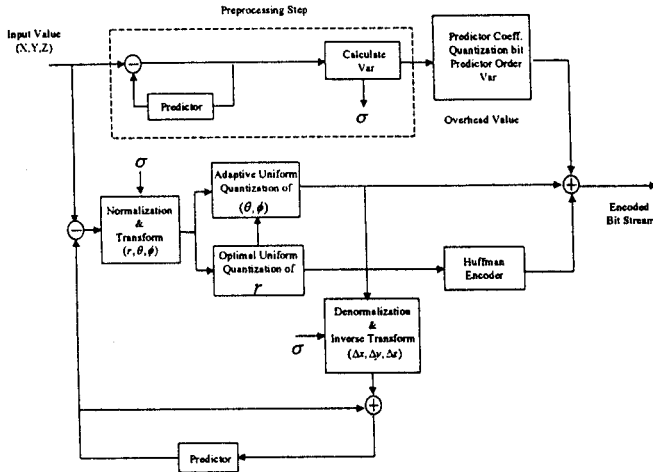 Preprocessing Step
Input Value
(X,Y,Z)
Calculate
Var
σ
Predictor
Predictor Coeff.
Quantization bit
Predictor Order
Var
Overhead Value
σ
Normalization
&
Transform
(r, θ, ϕ)
Adaptive Uniform
Quantization of
(θ, ϕ)
Optimal Uniform
Quantization of
r
Huffman
Encoder
Encoded
Bit Stream
Denormalization
&
Inverse Transform
(Δx, Δy, Δz)
σ
Predictor